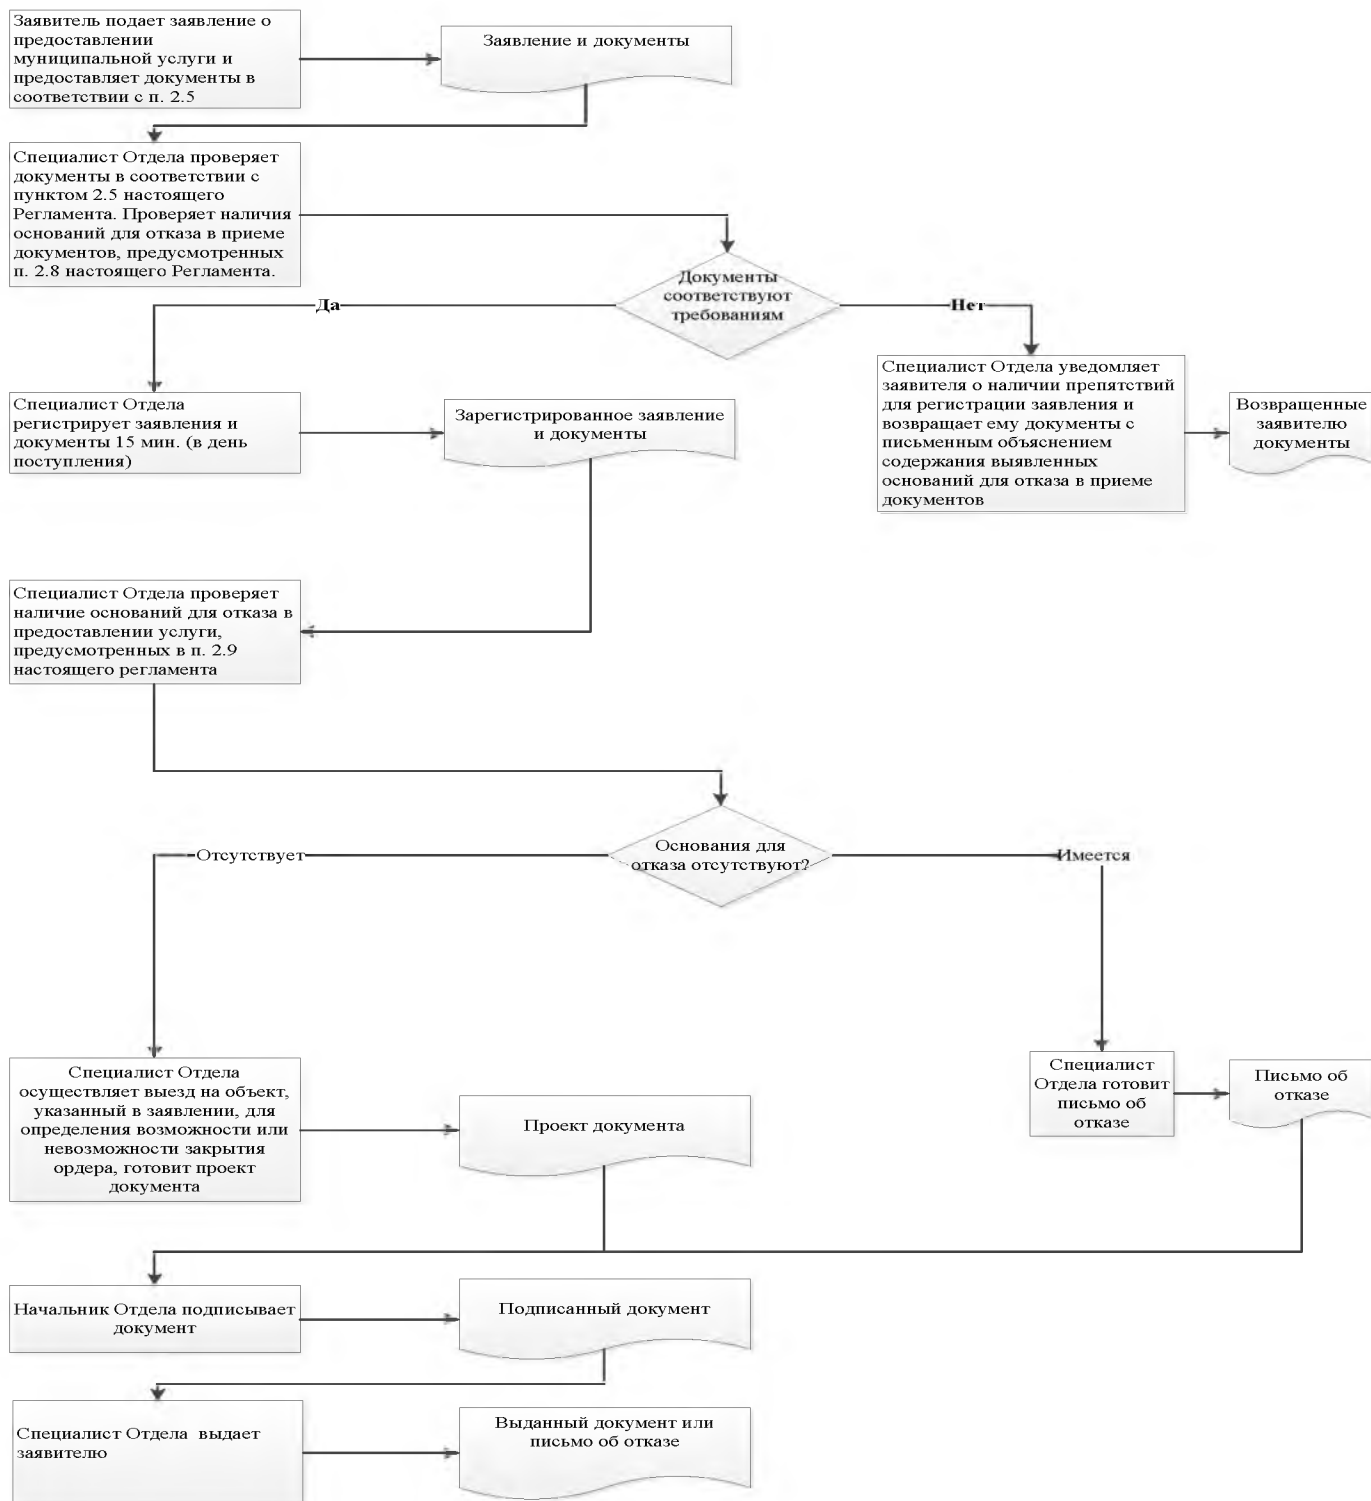 Заявитель подает заявление о
предоставлении
муниципальной услуги и
предоставляет документы в
соответствии с п. 2.5
Заявление и документы
Специалист Отдела проверяет
документы в соответствии с
пунктом 2.5 настоящего
Регламента. Проверяет наличия
оснований для отказа в приеме
документов, предусмотренных
п. 2.8 настоящего Регламента.
Документы
соответствуют
требованиям
Да
Нет
Специалист Отдела
регистрирует заявления и
документы 15 мин. (в день
поступления)
Зарегистрированное заявление
и документы
Специалист Отдела уведомляет
заявителя о наличии препятствий
для регистрации заявления и
возвращает ему документы с
письменным объяснением
содержания выявленных
оснований для отказа в приеме
документов
Возвращенные
заявителю
документы
Специалист Отдела проверяет
наличие оснований для отказа в
предоставлении услуги,
предусмотренных в п. 2.9
настоящего регламента
Основания для
отказа отсутствуют?
Отсутствует
Имеется
Специалист Отдела
осуществляет выезд на объект,
указанный в заявлении, для
определения возможности или
невозможности закрытия
ордера, готовит проект
документа
Проект документа
Специалист
Отдела готовит
письмо об
отказе
Письмо об
отказе
Начальник Отдела подписывает
документ
Подписанный документ
Специалист Отдела  выдает
заявителю
Выданный документ или
письмо об отказе